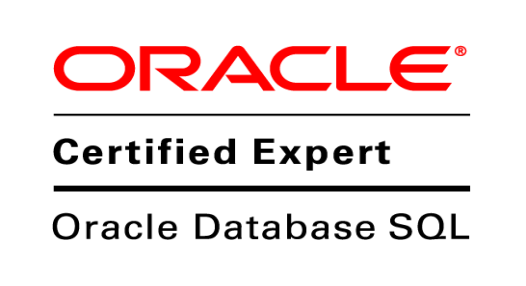 ORACLE®
Certified Expert
Oracle Database SQL